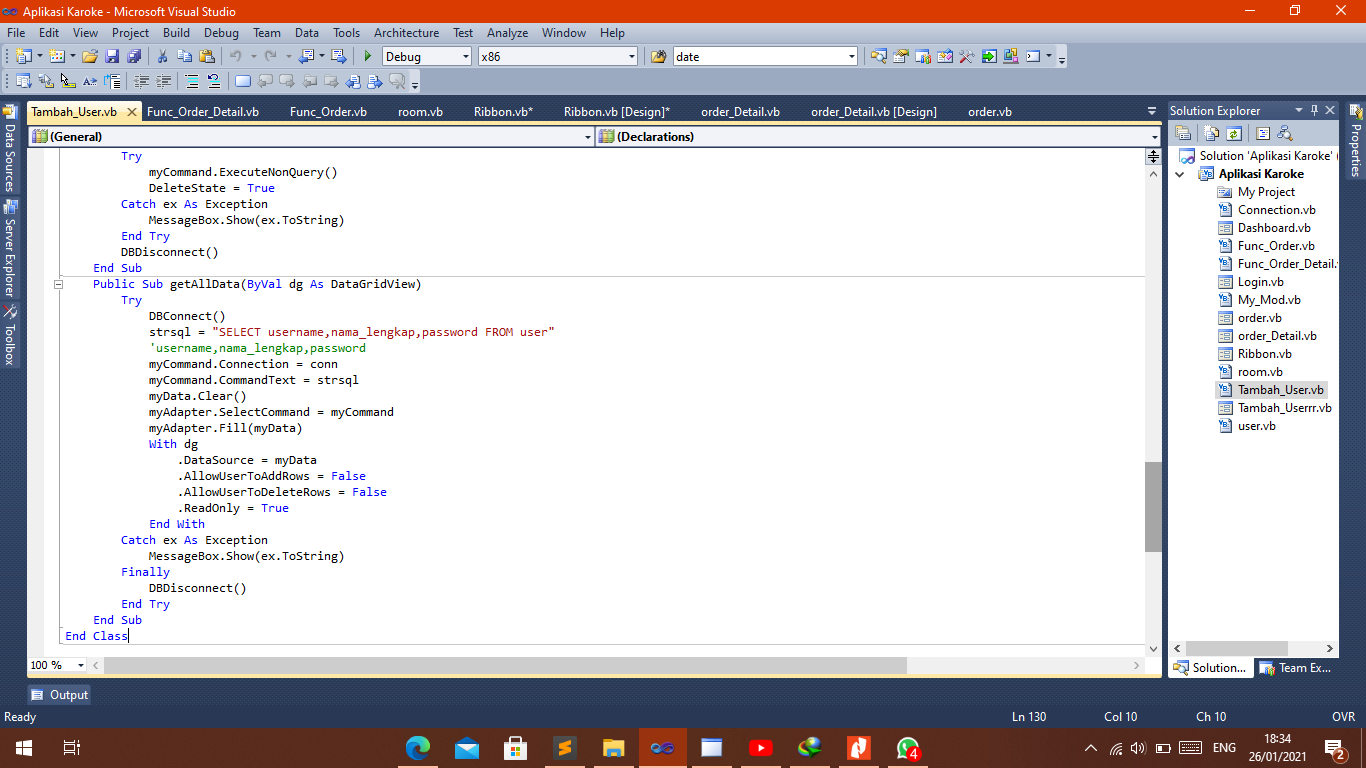 Aplikasi Karoke - Microsoft Visual Studio
File Edit View Project Build Debug Team Data Tools Architecture Test Analyze Window Help
Debug x86 date
Tambah_User.vb Func_Order_Detail.vb Func_Order.vb room.vb Ribbon.vb* Ribbon.vb [Design]* order_Detail.vb order_Detail.vb [Design] order.vb
(General) (Declarations)
Try
myCommand.ExecuteNonQuery()
DeleteState = True
Catch ex As Exception
MessageBox.Show(ex.ToString)
End Try
DBDisconnect()
End Sub
Public Sub getAllData(ByVal dg As DataGridView)
Try
DBConnect()
strsql = "SELECT username,nama_lengkap,password FROM user"
'username,nama_lengkap,password
myCommand.Connection = conn
myCommand.CommandText = strsql
myData.Clear()
myAdapter.SelectCommand = myCommand
myAdapter.Fill(myData)
With dg
.DataSource = myData
.AllowUserToAddRows = False
.AllowUserToDeleteRows = False
.ReadOnly = True
End With
Catch ex As Exception
MessageBox.Show(ex.ToString)
Finally
DBDisconnect()
End Try
End Sub
End Class
100 %
Data Sources
Server Explorer
Toolbox
Solution Explorer
Solution 'Aplikasi Karoke' (
Aplikasi Karoke
My Project
Connection.vb
Dashboard.vb
Func_Order.vb
Func_Order_Detail.
Login.vb
My_Mod.vb
order.vb
order_Detail.vb
Ribbon.vb
room.vb
Tambah_User.vb
Tambah_Userrr.vb
user.vb
Solution... Team Ex...
Properties
Output
Ready Ln 130 Col 10 Ch 10 OVR
4 ENG 18:34 2
26/01/2021